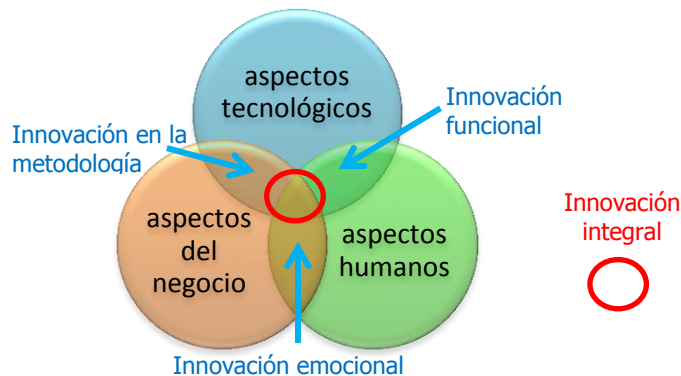 aspectos
tecnológicos
Innovación
funcional
Innovación en la
metodología
aspectos
del
negocio
aspectos
humanos
Innovación
integral
Innovación emocional